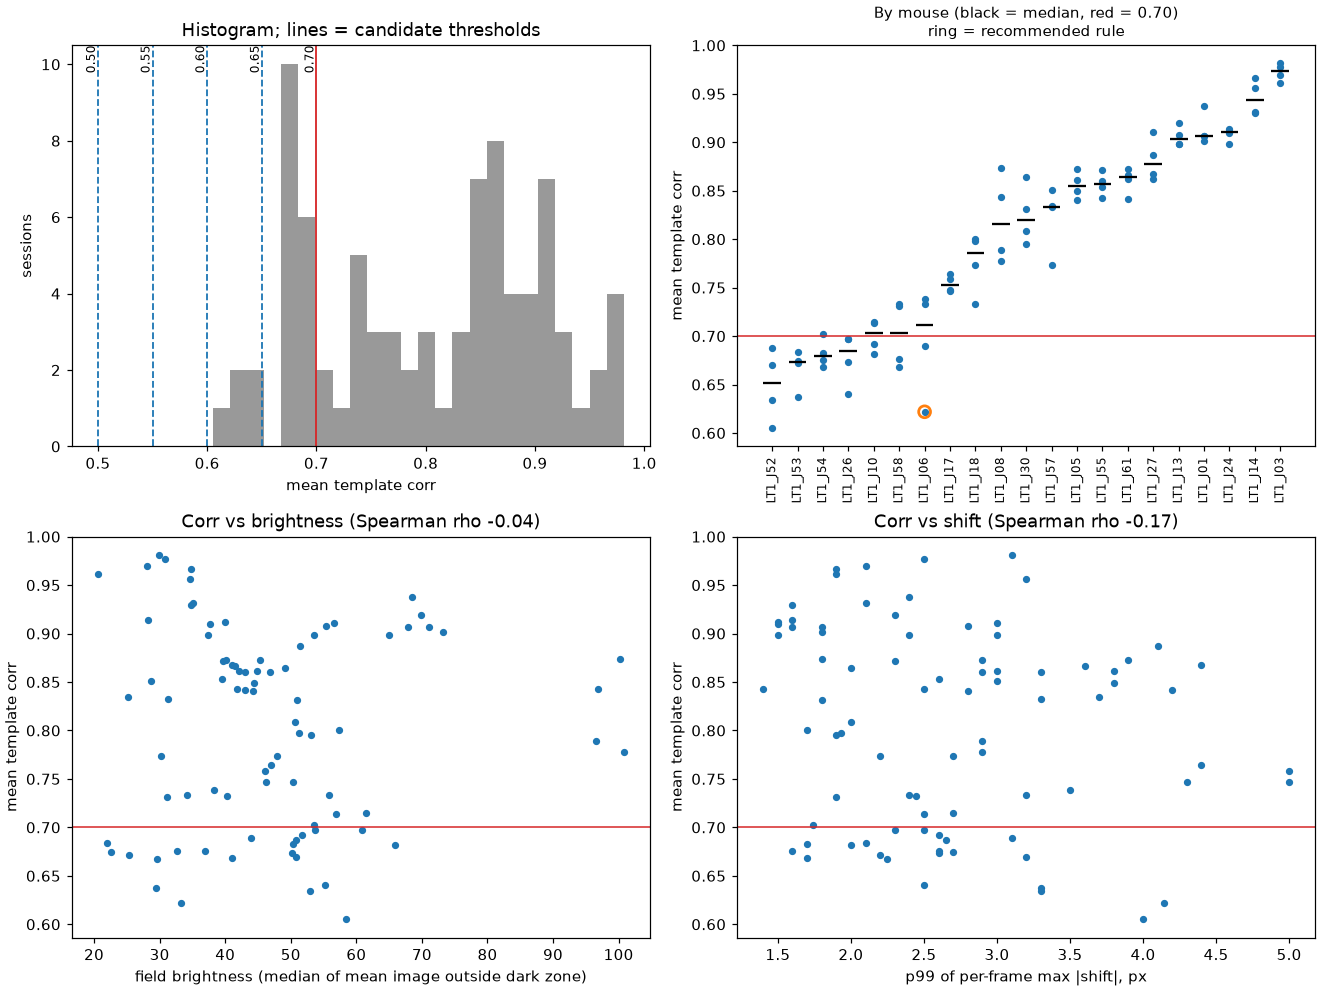 Histogram; lines = candidate thresholds
0.50
0.55
0.60
0.65
0.70
10
8
6
4
2
0
sessions
0.5
0.6
0.7
0.8
0.9
1.0
mean template corr
By mouse (black = median, red = 0.70)
ring = recommended rule
1.00
0.95
0.90
0.85
0.80
0.75
0.70
0.65
0.60
mean template corr
LT1_J52
LT1_J53
LT1_J54
LT1_J26
LT1_J10
LT1_J58
LT1_J06
LT1_J17
LT1_J18
LT1_J08
LT1_J30
LT1_J57
LT1_J05
LT1_J55
LT1_J61
LT1_J27
LT1_J13
LT1_J01
LT1_J24
LT1_J14
LT1_J03
Corr vs brightness (Spearman rho -0.04)
1.00
0.95
0.90
0.85
0.80
0.75
0.70
0.65
0.60
mean template corr
20
30
40
50
60
70
80
90
100
field brightness (median of mean image outside dark zone)
Corr vs shift (Spearman rho -0.17)
1.00
0.95
0.90
0.85
0.80
0.75
0.70
0.65
0.60
mean template corr
1.5
2.0
2.5
3.0
3.5
4.0
4.5
5.0
p99 of per-frame max |shift|, px